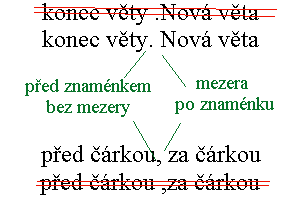 konec věty .Nová věta
konec věty. Nová věta
před znaménkem
bez mezery
mezera
po znaménku
před čárkou, za čárkou
před čárkou ,za čárkou